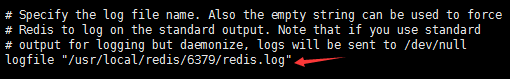 # Specify the log file name. Also the empty string can be used to force
# Redis to log on the standard output. Note that if you use standard
# output for logging but daemonize, logs will be sent to /dev/null
logfile "/usr/local/redis/6379/redis.log"